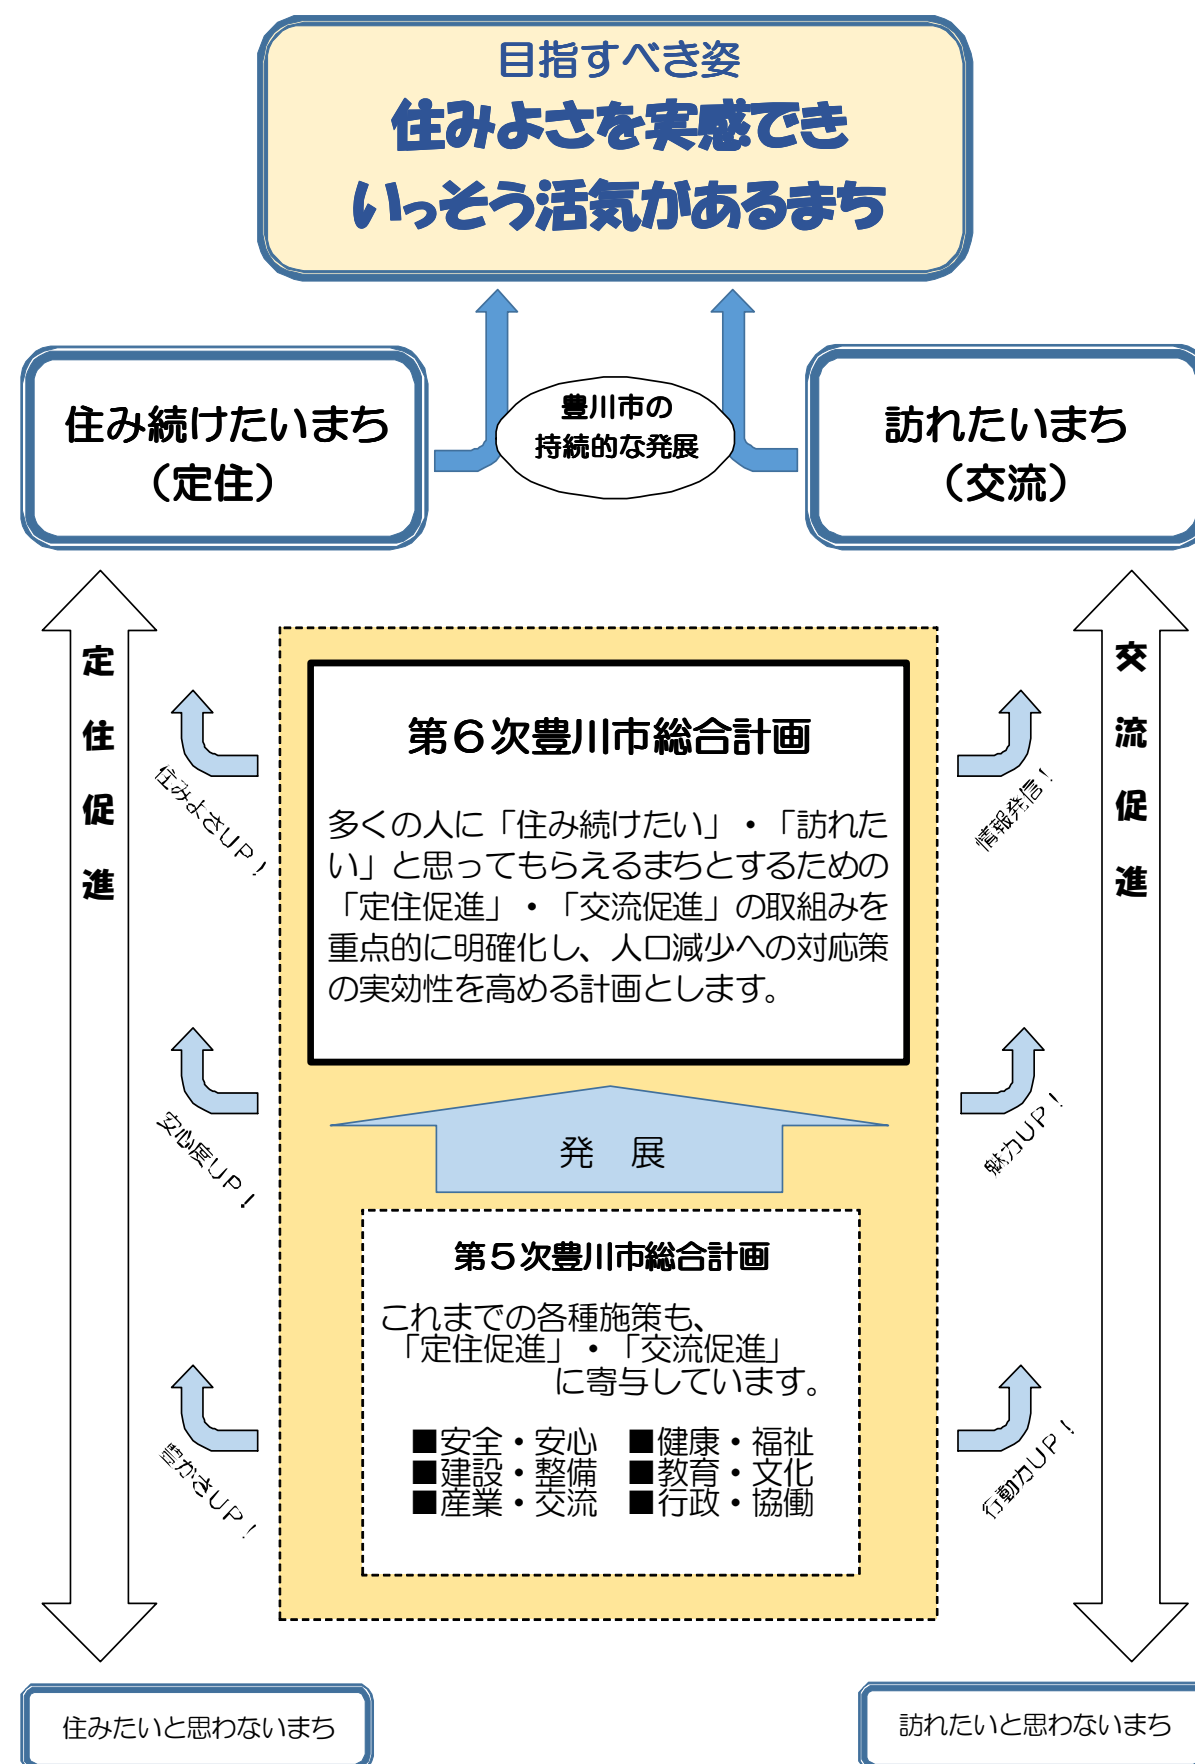 目指すべき姿
住みよさを実感でき
いっそう活気があるまち
住み続けたいまち
（定住）
豊川市の
持続的な発展
訪れたいまち
（交流）
定住促進
住みよさUP！
安心度UP！
豊かさUP！
第６次豊川市総合計画
多くの人に「住み続けたい」・「訪れた
い」と思ってもらえるまちとするための
「定住促進」・「交流促進」の取組みを
重点的に明確化し、人口減少への対応策
の実効性を高める計画とします。
発　展
第５次豊川市総合計画
これまでの各種施策も、
「定住促進」・「交流促進」
に寄与しています。
■安全・安心　■健康・福祉
■建設・整備　■教育・文化
■産業・交流　■行政・協働
交流促進
情報発信！
魅力UP！
行動力UP！
住みたいと思わないまち
訪れたいと思わないまち